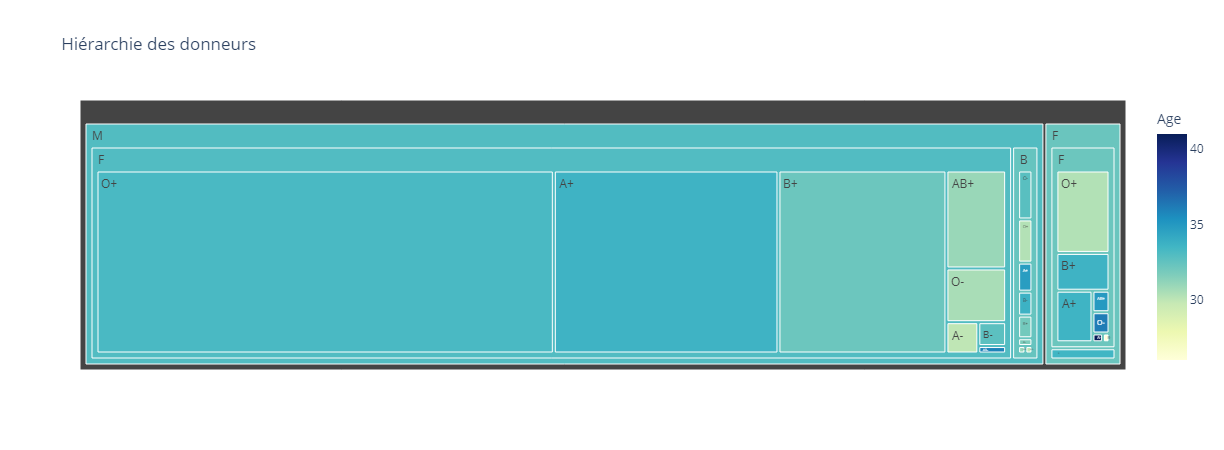 Hiérarchie des donneurs
Age
M
F
F
B
F
O+
A+
B+
AB+
O+
O-
B+
A-
B-
A+
O-
40
35
30